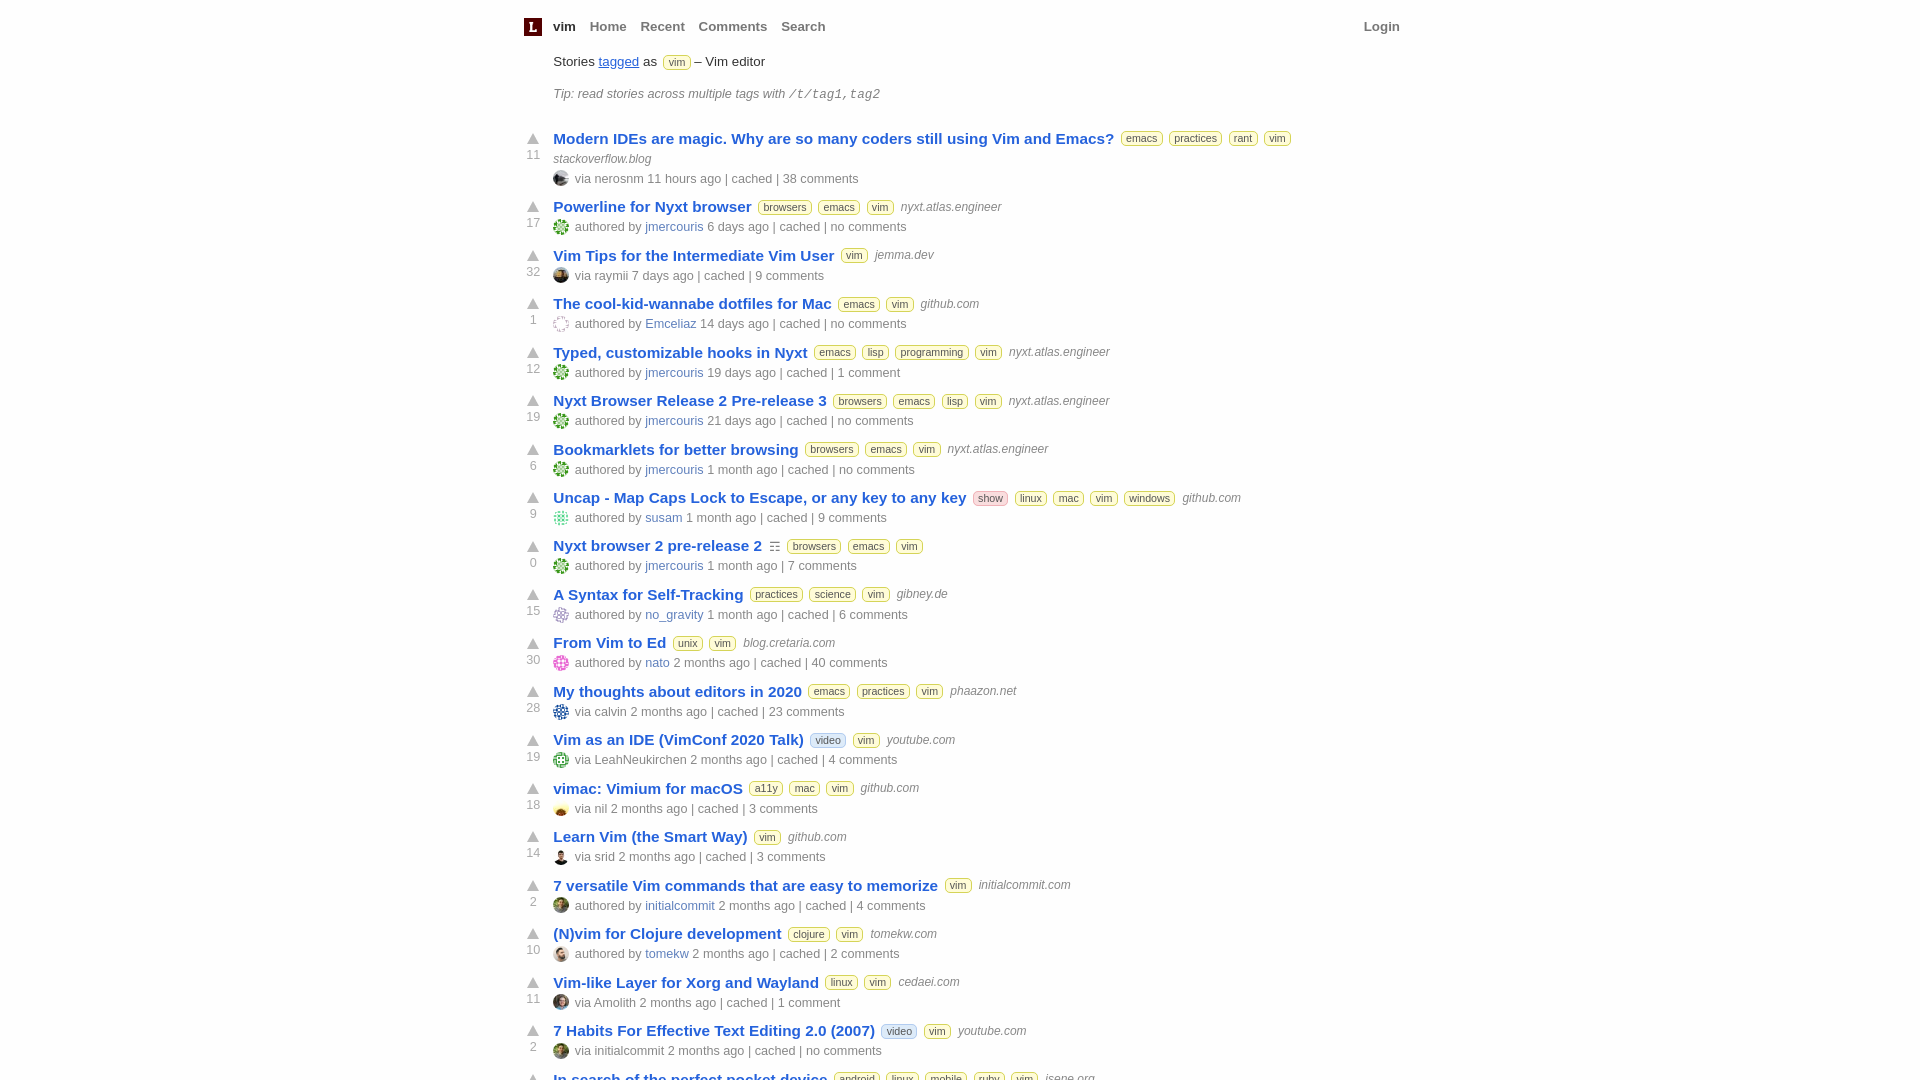 L vim Home Recent Comments Search Login
Stories tagged as vim – Vim editor
Tip: read stories across multiple tags with /t/tag1,tag2
Modern IDEs are magic. Why are so many coders still using Vim and Emacs? emacs practices rant vim
11
stackoverflow.blog
via nerosnm 11 hours ago | cached | 38 comments
Powerline for Nyxt browser browsers emacs vim nyxt.atlas.engineer
17
authored by jmercouris 6 days ago | cached | no comments
Vim Tips for the Intermediate Vim User vim jemma.dev
32
via raymii 7 days ago | cached | 9 comments
The cool-kid-wannabe dotfiles for Mac emacs vim github.com
1
authored by Emceliaz 14 days ago | cached | no comments
Typed, customizable hooks in Nyxt emacs lisp programming vim nyxt.atlas.engineer
12
authored by jmercouris 19 days ago | cached | 1 comment
Nyxt Browser Release 2 Pre-release 3 browsers emacs lisp vim nyxt.atlas.engineer
19
authored by jmercouris 21 days ago | cached | no comments
Bookmarklets for better browsing browsers emacs vim nyxt.atlas.engineer
6
authored by jmercouris 1 month ago | cached | no comments
Uncap - Map Caps Lock to Escape, or any key to any key show linux mac vim windows github.com
9
authored by susam 1 month ago | cached | 9 comments
Nyxt browser 2 pre-release 2 ☶ browsers emacs vim
0
authored by jmercouris 1 month ago | 7 comments
A Syntax for Self-Tracking practices science vim gibney.de
15
authored by no_gravity 1 month ago | cached | 6 comments
From Vim to Ed unix vim blog.cretaria.com
30
authored by nato 2 months ago | cached | 40 comments
My thoughts about editors in 2020 emacs practices vim phaazon.net
28
via calvin 2 months ago | cached | 23 comments
Vim as an IDE (VimConf 2020 Talk) video vim youtube.com
19
via LeahNeukirchen 2 months ago | cached | 4 comments
vimac: Vimium for macOS a11y mac vim github.com
18
via nil 2 months ago | cached | 3 comments
Learn Vim (the Smart Way) vim github.com
14
via srid 2 months ago | cached | 3 comments
7 versatile Vim commands that are easy to memorize vim initialcommit.com
2
authored by initialcommit 2 months ago | cached | 4 comments
(N)vim for Clojure development clojure vim tomekw.com
10
authored by tomekw 2 months ago | cached | 2 comments
Vim-like Layer for Xorg and Wayland linux vim cedaei.com
11
via Amolith 2 months ago | cached | 1 comment
7 Habits For Effective Text Editing 2.0 (2007) video vim youtube.com
2
via initialcommit 2 months ago | cached | no comments
In search of the perfect pocket device android linux mobile ruby vim isene.org